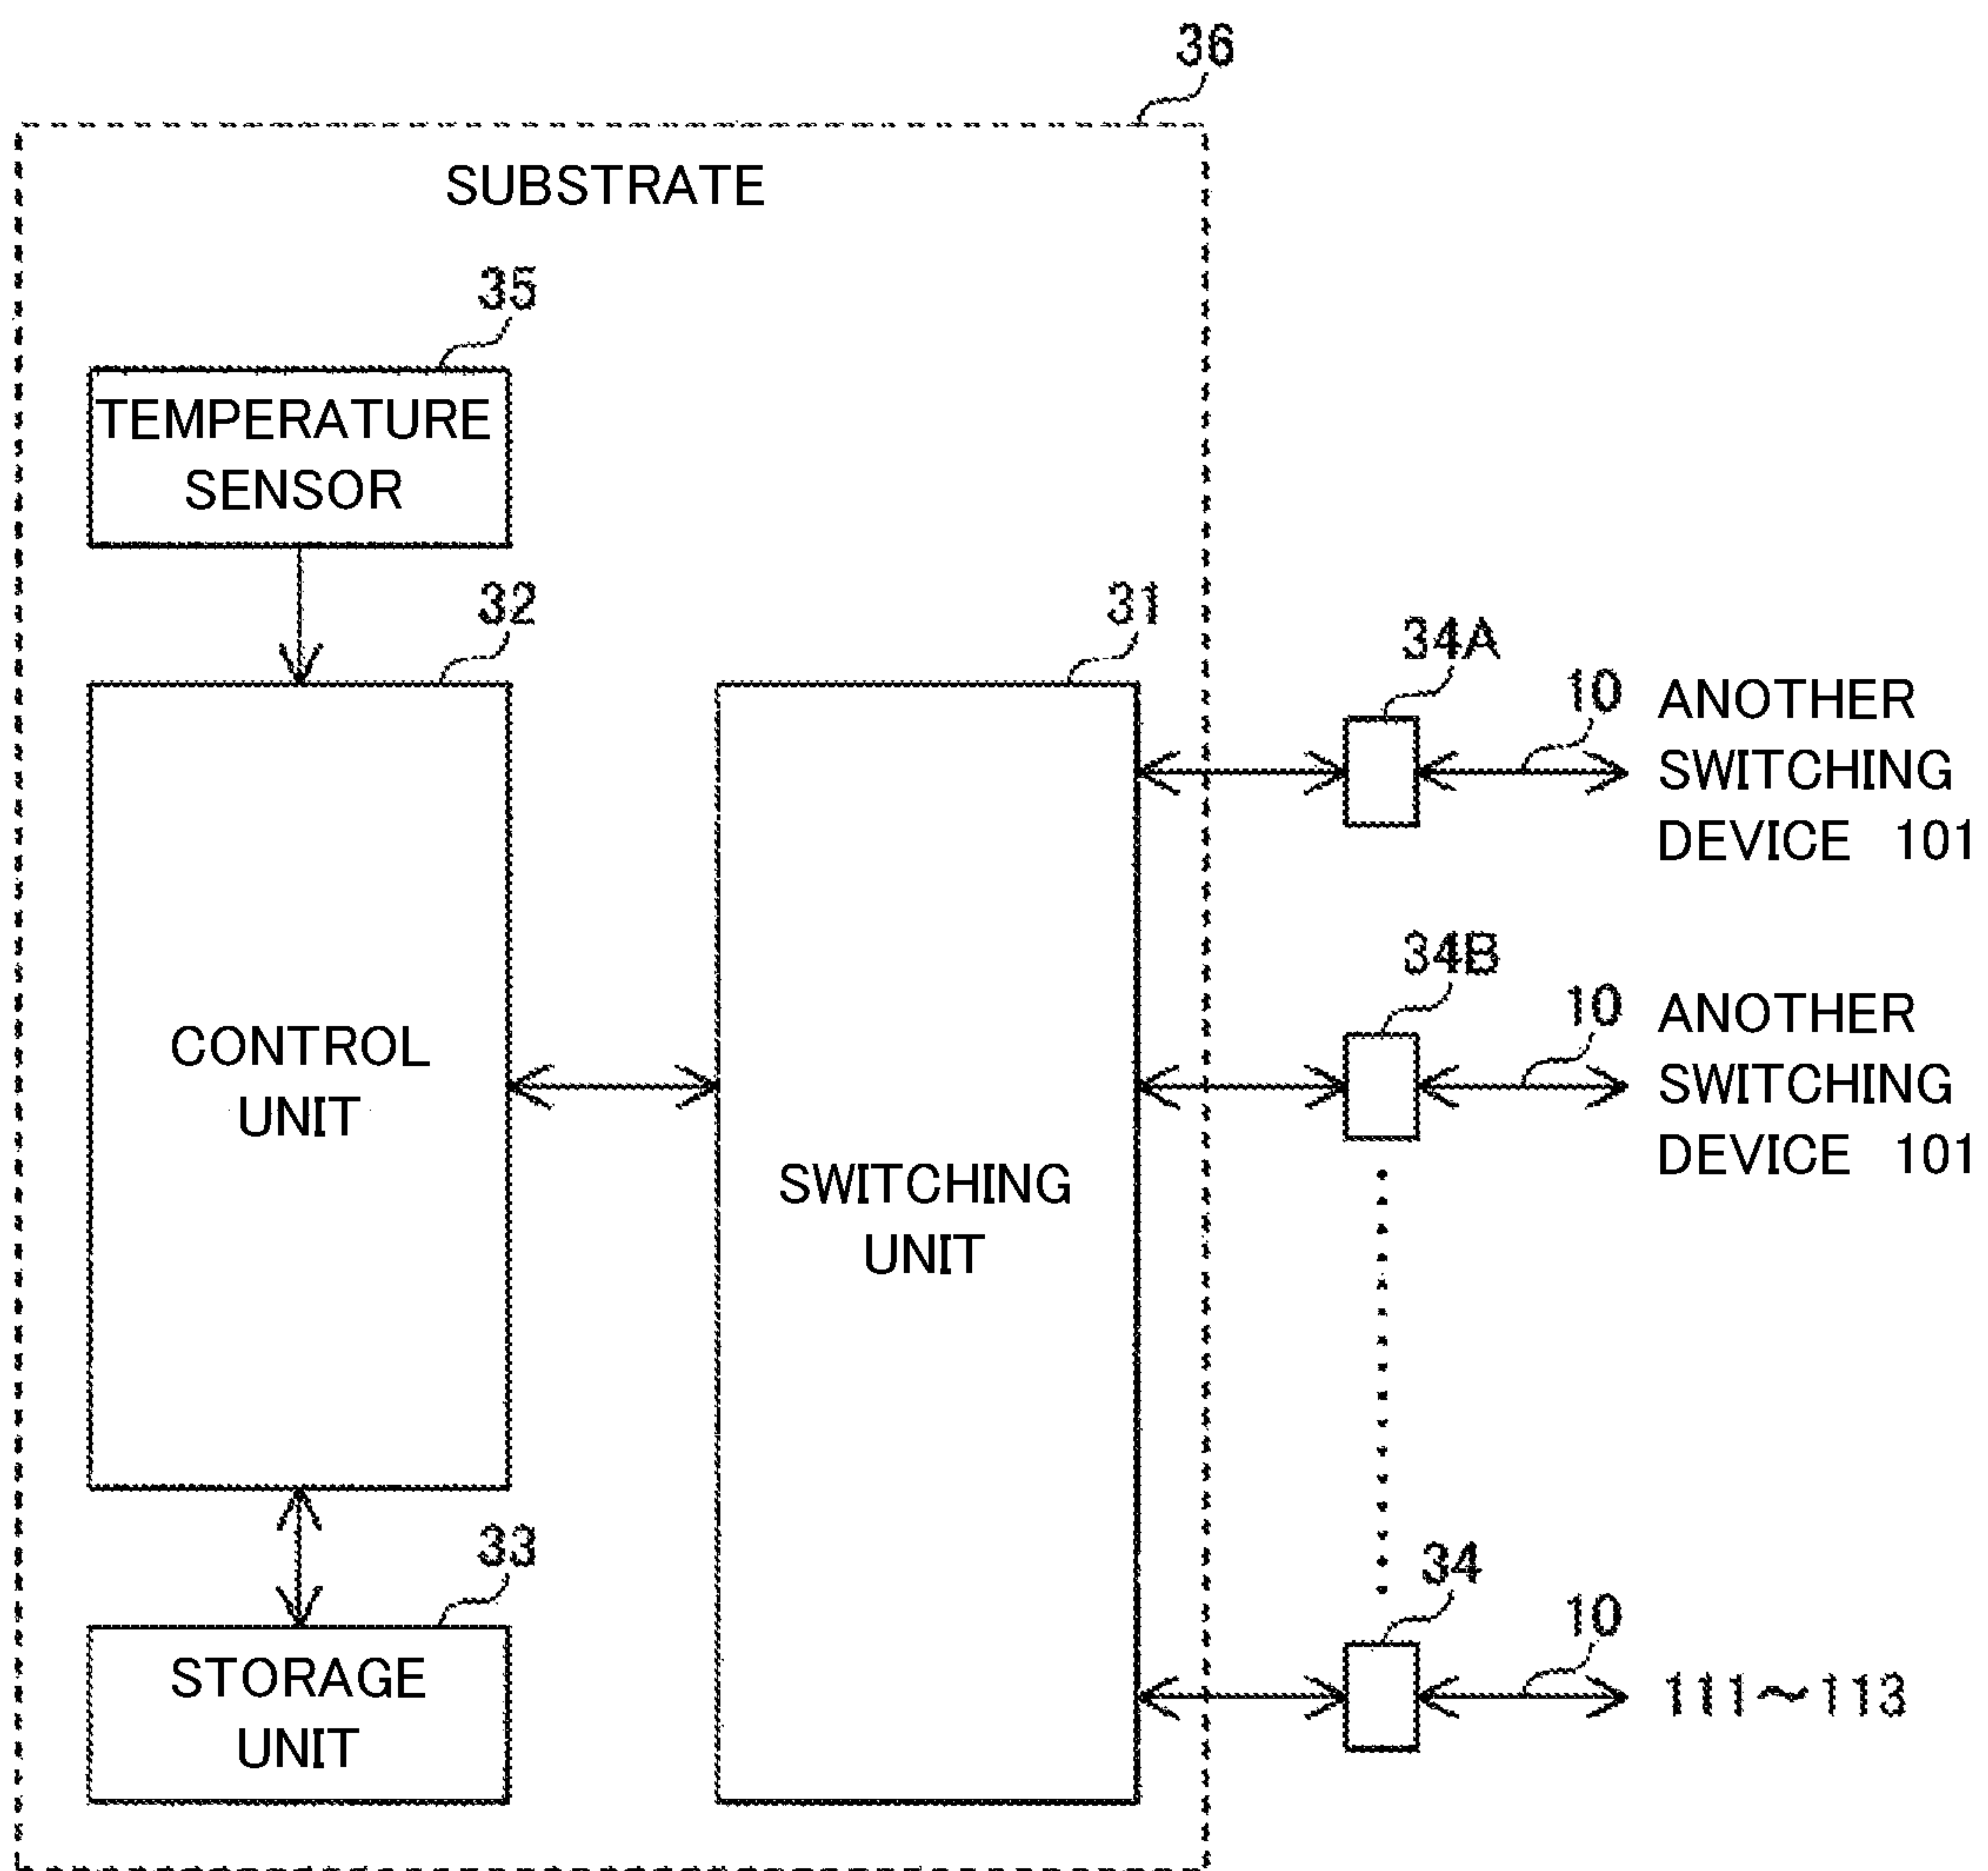 36
SUBSTRATE
35
TEMPERATURE
SENSOR
32
31
34A
10
ANOTHER
SWITCHING
DEVICE 101
34B
10
ANOTHER
SWITCHING
DEVICE 101
CONTROL
UNIT
SWITCHING
UNIT
33
34
10
STORAGE
UNIT
111～113